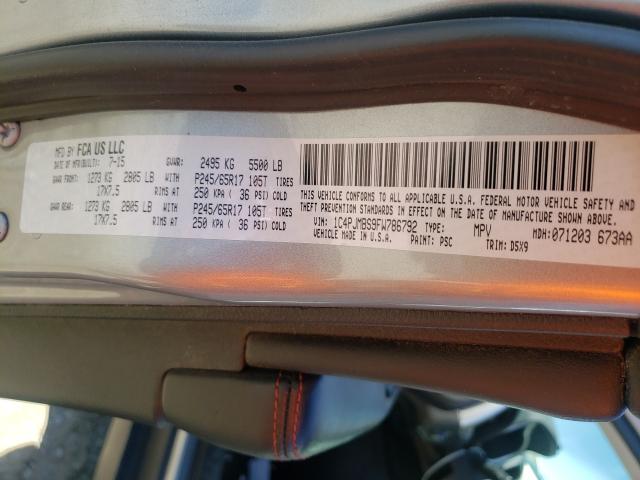 MFD BY FCA US LLC
DATE OF MFR(BUILT): 7-15 GVWR: 2495 KG 5500 LB
GAWR FRONT: 1273 KG 2805 LB WITH P245/65R17 105T TIRES
17X7.5 RIMS AT 250 KPA ( 36 PSI) COLD
GAWR REAR: 1273 KG 2805 LB WITH P245/65R17 105T TIRES
17X7.5 RIMS AT 250 KPA ( 36 PSI) COLD
THIS VEHICLE CONFORMS TO ALL APPLICABLE U.S.A. FEDERAL MOTOR VEHICLE SAFETY AND
THEFT PREVENTION STANDARDS IN EFFECT ON THE DATE OF MANUFACTURE SHOWN ABOVE.
VIN: 1C4PJMBS9FW786792 TYPE: MPV MDH: 071203 673AA
PAINT: PSC TRIM: D5X9